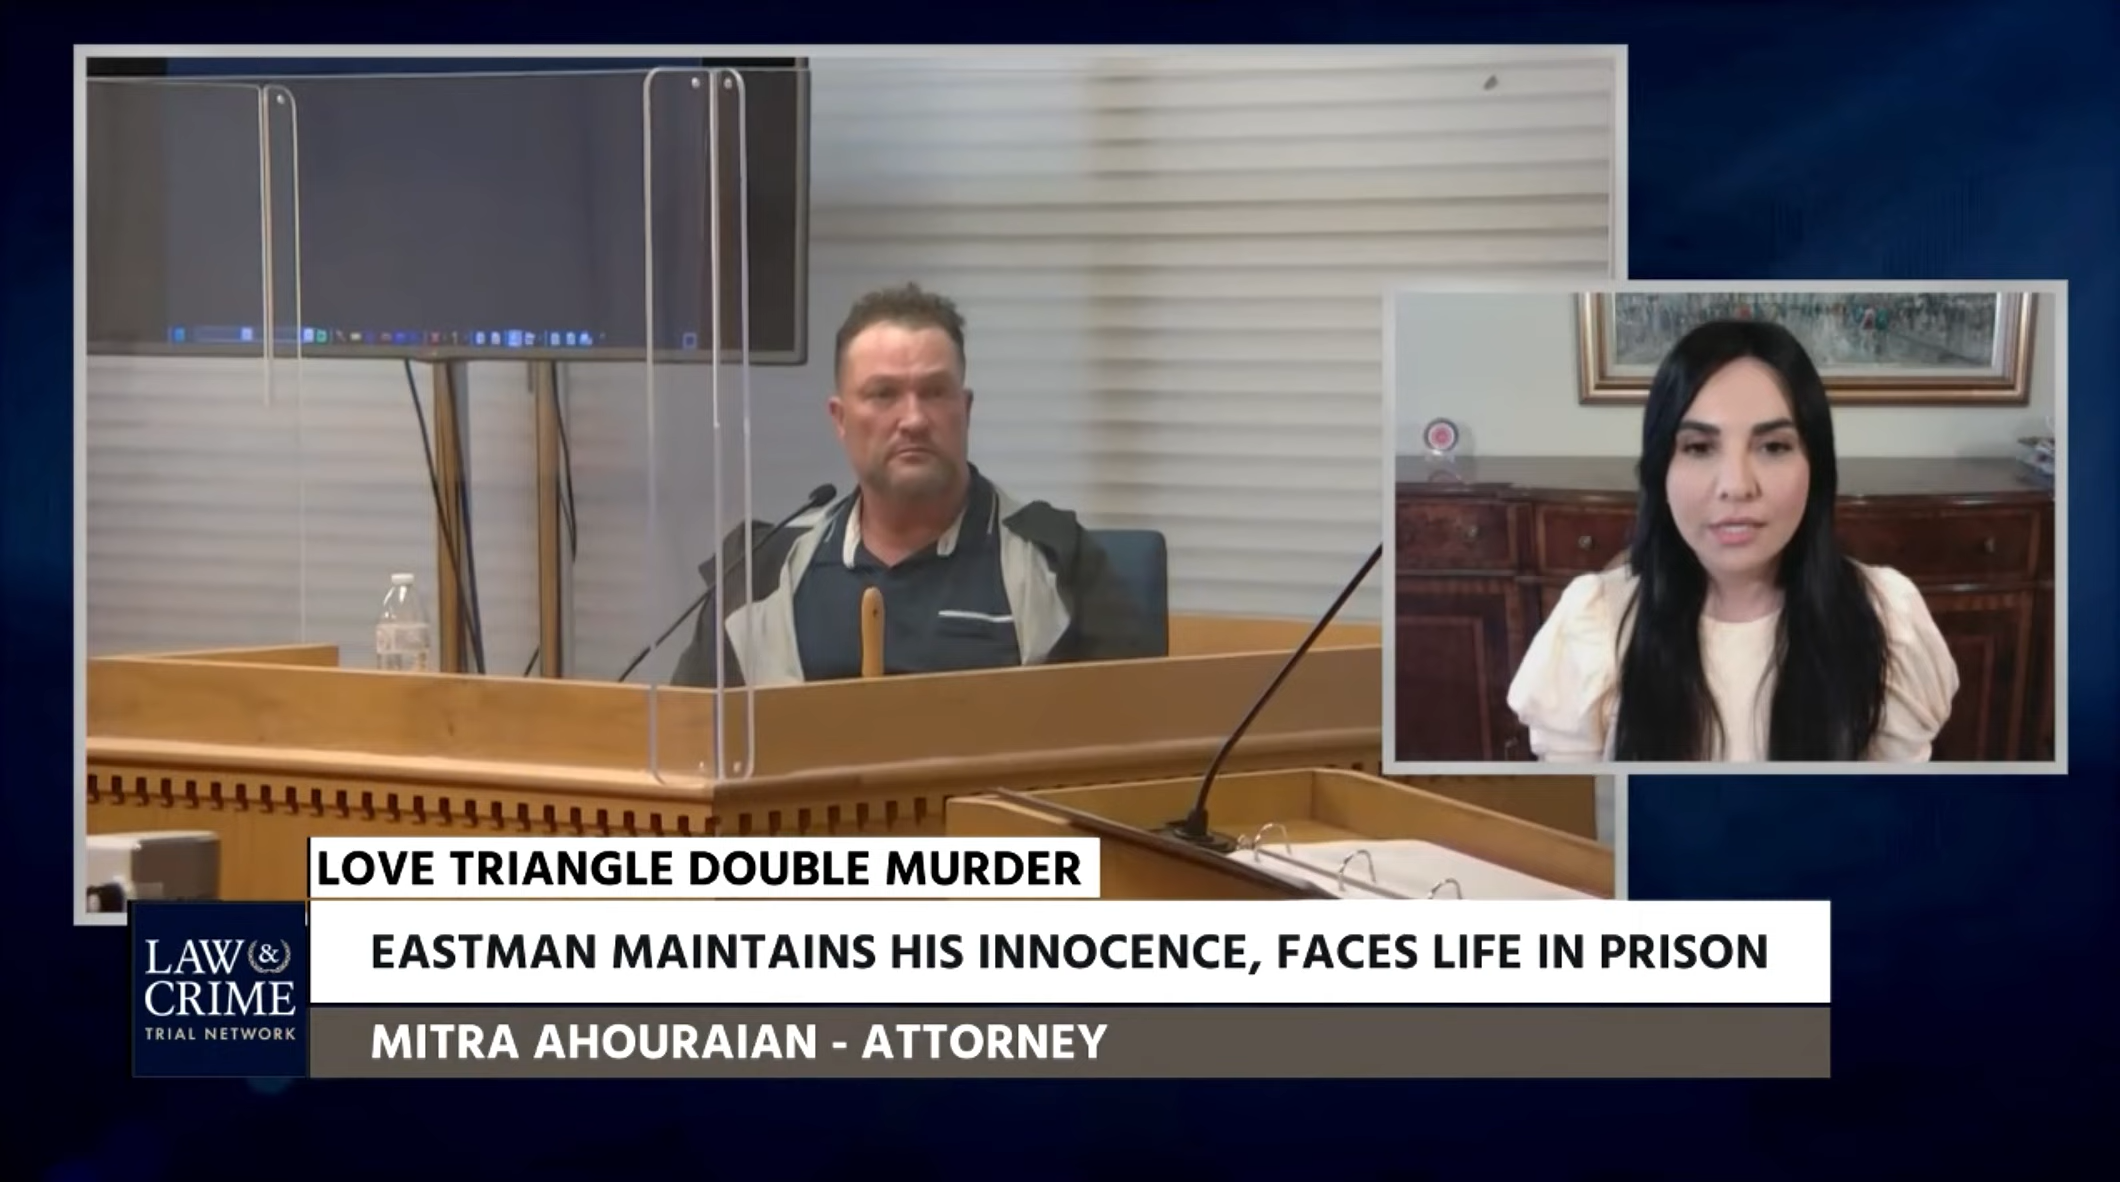 LOVE TRIANGLE DOUBLE MURDER
EASTMAN MAINTAINS HIS INNOCENCE, FACES LIFE IN PRISON
LAW &
CRIME
TRIAL NETWORK
MITRA AHOURAIAN - ATTORNEY